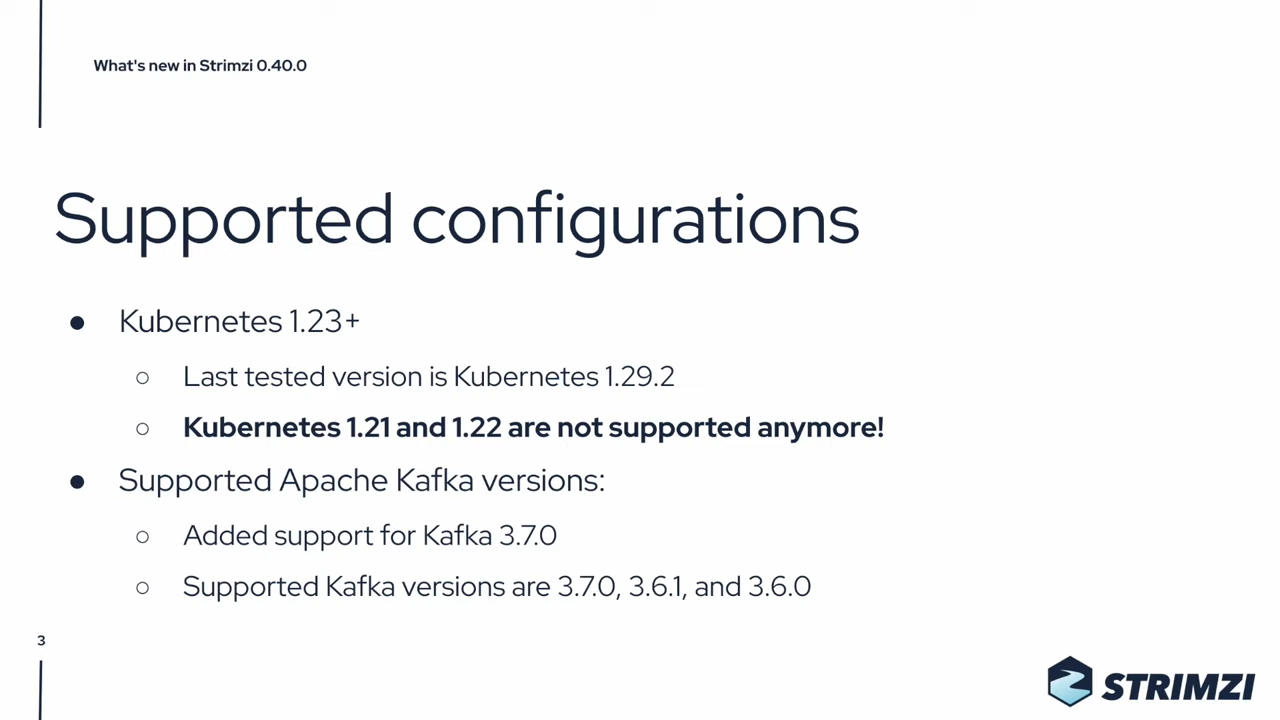 What's new in Strimzi 0.40.0
Supported configurations
● Kubernetes 1.23+
○ Last tested version is Kubernetes 1.29.2
○ Kubernetes 1.21 and 1.22 are not supported anymore!
● Supported Apache Kafka versions:
○ Added support for Kafka 3.7.0
○ Supported Kafka versions are 3.7.0, 3.6.1, and 3.6.0
3
STRIMZI